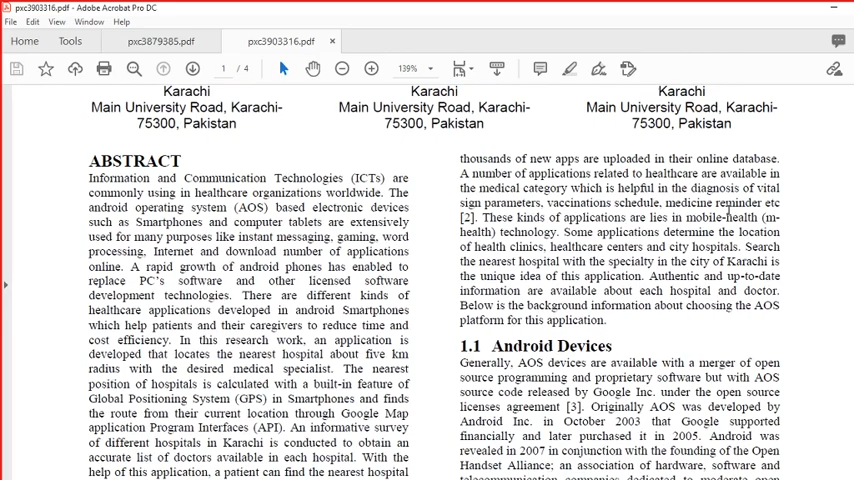 pxc3903316.pdf - Adobe Acrobat Pro DC
File Edit View Window Help
Home Tools pxc3879385.pdf pxc3903316.pdf ×
1 / 4 139%
Karachi
Main University Road, Karachi-
75300, Pakistan
Karachi
Main University Road, Karachi-
75300, Pakistan
Karachi
Main University Road, Karachi-
75300, Pakistan
ABSTRACT
Information and Communication Technologies (ICTs) are
commonly using in healthcare organizations worldwide. The
android operating system (AOS) based electronic devices
such as Smartphones and computer tablets are extensively
used for many purposes like instant messaging, gaming, word
processing, Internet and download number of applications
online. A rapid growth of android phones has enabled to
replace PC's software and other licensed software
development technologies. There are different kinds of
healthcare applications developed in android Smartphones
which help patients and their caregivers to reduce time and
cost efficiency. In this research work, an application is
developed that locates the nearest hospital about five km
radius with the desired medical specialist. The nearest
position of hospitals is calculated with a built-in feature of
Global Positioning System (GPS) in Smartphones and finds
the route from their current location through Google Map
application Program Interfaces (API). An informative survey
of different hospitals in Karachi is conducted to obtain an
accurate list of doctors available in each hospital. With the
help of this application, a patient can find the nearest hospital
thousands of new apps are uploaded in their online database.
A number of applications related to healthcare are available in
the medical category which is helpful in the diagnosis of vital
sign parameters, vaccinations schedule, medicine reminder etc
[2]. These kinds of applications are lies in mobile-health (m-
health) technology. Some applications determine the location
of health clinics, healthcare centers and city hospitals. Search
the nearest hospital with the specialty in the city of Karachi is
the unique idea of this application. Authentic and up-to-date
information are available about each hospital and doctor.
Below is the background information about choosing the AOS
platform for this application.
1.1 Android Devices
Generally, AOS devices are available with a merger of open
source programming and proprietary software but with AOS
source code released by Google Inc. under the open source
licenses agreement [3]. Originally AOS was developed by
Android Inc. in October 2003 that Google supported
financially and later purchased it in 2005. Android was
revealed in 2007 in conjunction with the founding of the Open
Handset Alliance; an association of hardware, software and
telecommunication companies dedicated to moderate open